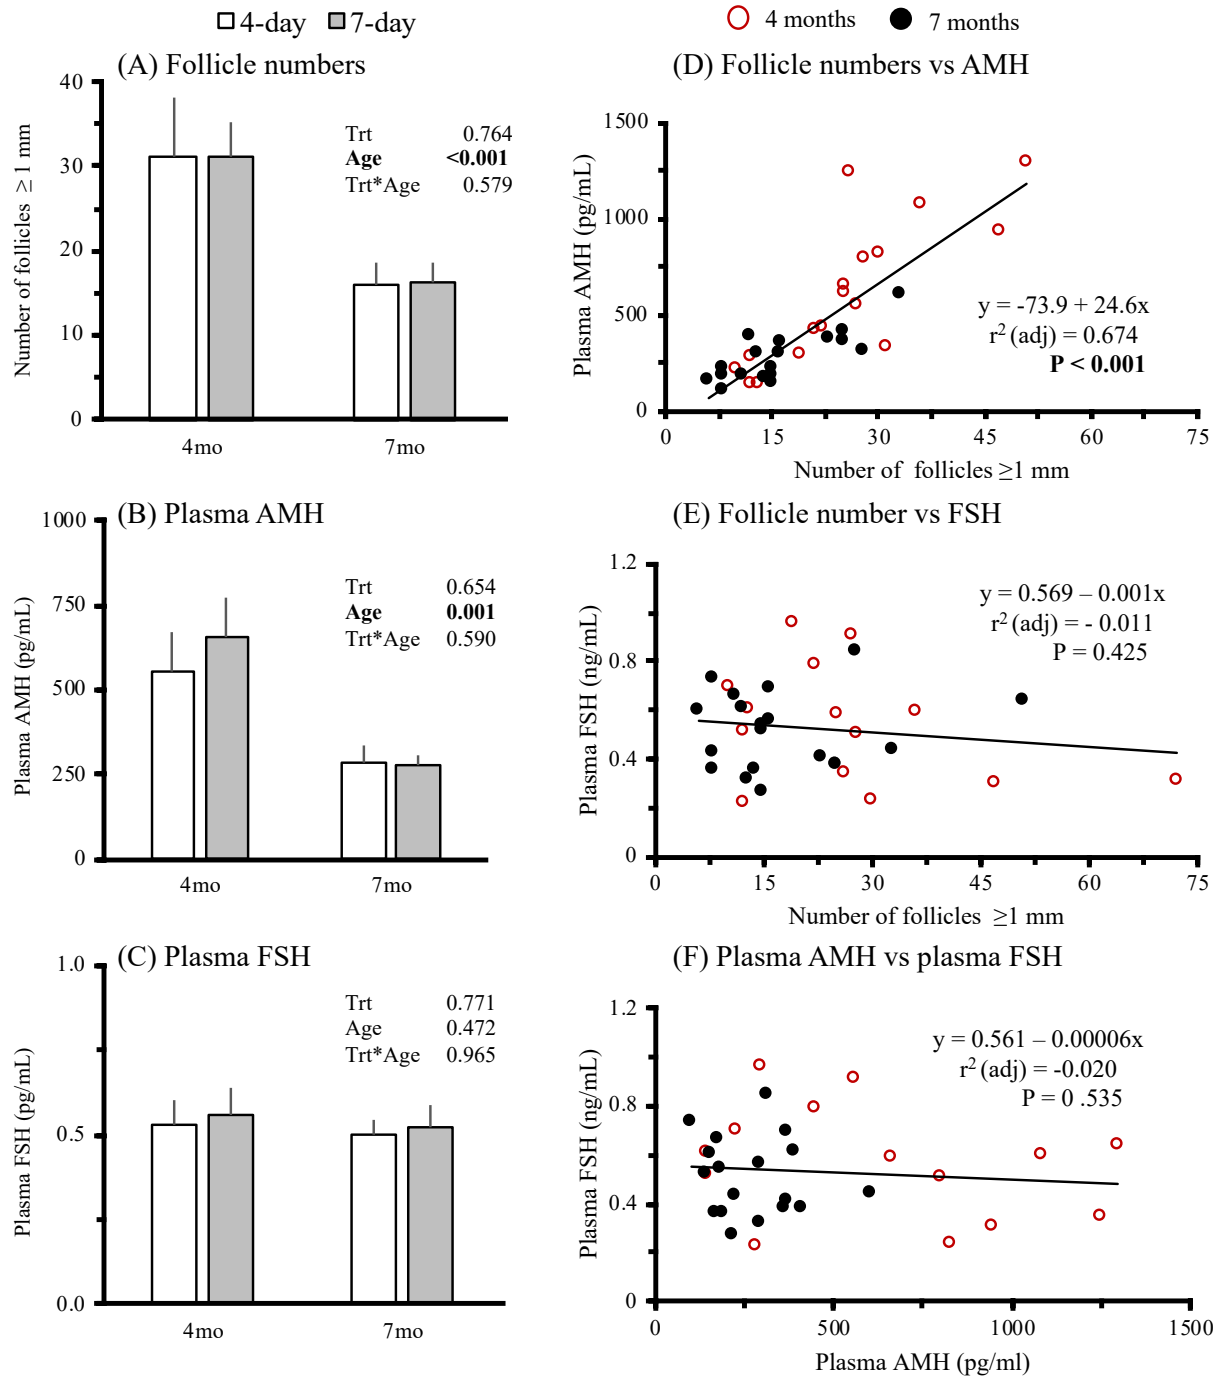 4-day 7-day
(A) Follicle numbers
Number of follicles ≥ 1 mm
40
30
20
10
0
Trt 0.764
Age <0.001
Trt*Age 0.579
4mo 7mo
(B) Plasma AMH
Plasma AMH (pg/mL)
1000
750
500
250
0
Trt 0.654
Age 0.001
Trt*Age 0.590
4mo 7mo
(C) Plasma FSH
Plasma FSH (pg/mL)
1.0
0.5
0.0
Trt 0.771
Age 0.472
Trt*Age 0.965
4mo 7mo
4 months 7 months
(D) Follicle numbers vs AMH
Plasma AMH (pg/mL)
1500
1000
500
0
y = -73.9 + 24.6x
r² (adj) = 0.674
P < 0.001
0 15 30 45 60 75
Number of follicles ≥1 mm
(E) Follicle number vs FSH
Plasma FSH (ng/mL)
1.2
0.8
0.4
0
y = 0.569 – 0.001x
r² (adj) = - 0.011
P = 0.425
0 15 30 45 60 75
Number of follicles ≥1 mm
(F) Plasma AMH vs plasma FSH
Plasma FSH (ng/mL)
1.2
0.8
0.4
0
y = 0.561 – 0.00006x
r² (adj) = -0.020
P = 0 .535
0 500 1000 1500
Plasma AMH (pg/ml)